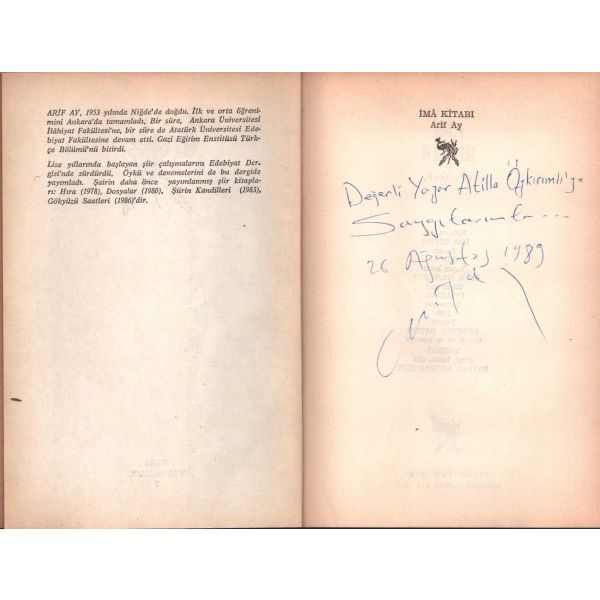 ARİF AY, 1953 yılında Niğde'de doğdu. İlk ve orta öğreni-
mini Ankara'da tamamladı, Bir süre, Ankara Üniversitesi
İlâhiyat Fakültesi'ne, bir süre de Atatürk Üniversitesi Ede-
biyat Fakültesine devam etti. Gazi Eğitim Enstitüsü Türk-
çe Bölümü'nü bitirdi.
Lise yıllarında başlayan şiir çalışmalarını Edebiyat Der-
gisi'nde sürdürdü, Öykü ve denemelerini de bu dergide
yayımladı. Şairin daha önce yayımlanmış şiir kitapla-
rı: Hıra (1978), Dosyalar (1980), Şiirin Kandilleri (1983),
Gökyüzü Saatleri (1986)'dir.
İMÂ KİTABI
Arif Ay
Değerli Yazar Atilla Özkırımlı'ya
Saygılarımla...
26 Ağustos 1989